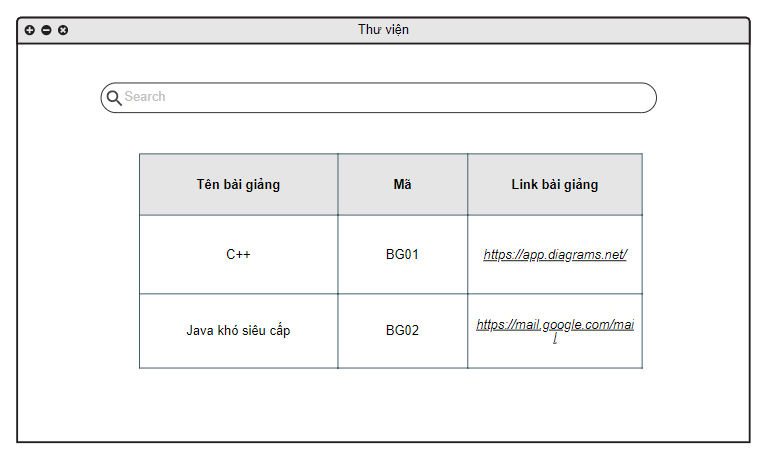 Thư viện
Search
Tên bài giảng Mã Link bài giảng
C++ BG01 https://app.diagrams.net/
Java khó siêu cấp BG02 https://mail.google.com/mai
l